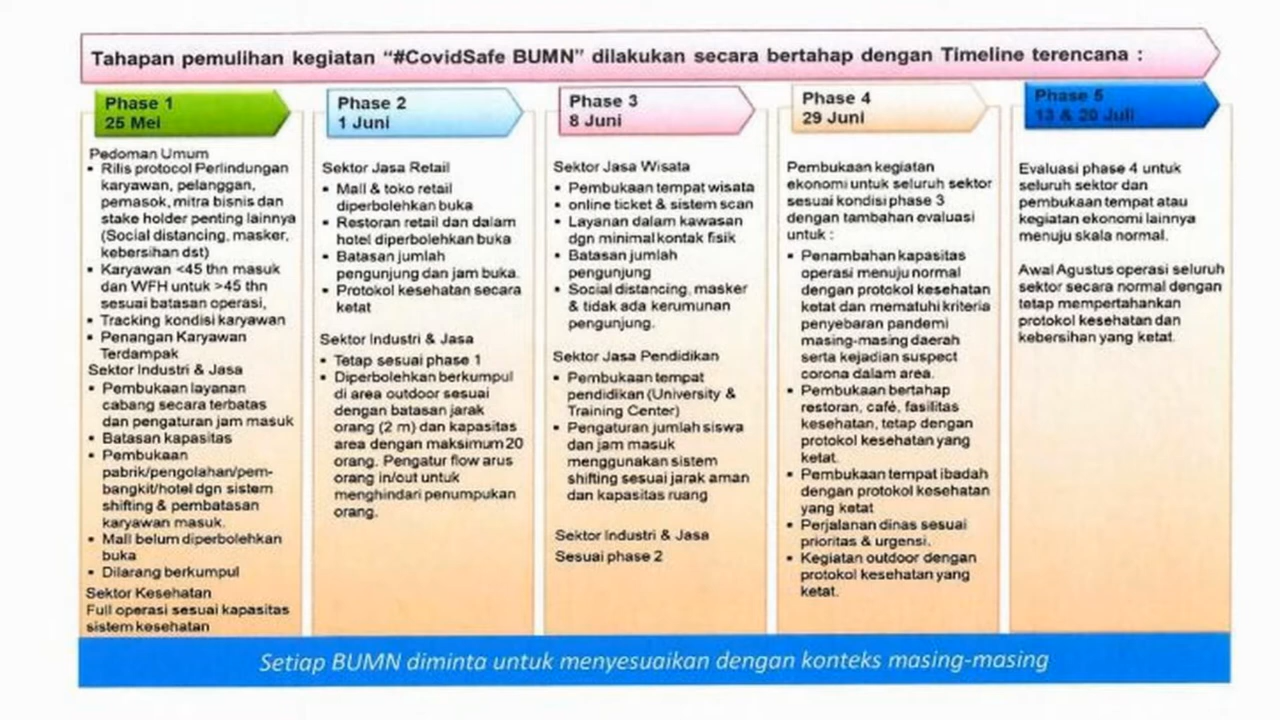 Tahapan pemulihan kegiatan “#CovidSafe BUMN” dilakukan secara bertahap dengan Timeline terencana :
Phase 1
25 Mei
Pedoman Umum
▪ Rilis protocol Perlindungan
karyawan, pelanggan,
pemasok, mitra bisnis dan
stake holder penting lainnya
(Social distancing, masker,
kebersihan dst)
▪ Karyawan <45 thn masuk
dan WFH untuk >45 thn
sesuai batasan operasi,
▪ Tracking kondisi karyawan
▪ Penangan Karyawan
Terdampak
Sektor Industri & Jasa
▪ Pembukaan layanan
cabang secara terbatas
dan pengaturan jam masuk
▪ Batasan kapasitas
▪ Pembukaan
pabrik/pengolahan/pem-
bangkit/hotel dgn sistem
shifting & pembatasan
karyawan masuk.
▪ Mall belum diperbolehkan
buka
▪ Dilarang berkumpul
Sektor Kesehatan
Full operasi sesuai kapasitas
sistem kesehatan
Phase 2
1 Juni
Sektor Jasa Retail
▪ Mall & toko retail
diperbolehkan buka
▪ Restoran retail dan dalam
hotel diperbolehkan buka
▪ Batasan jumlah
pengunjung dan jam buka.
▪ Protokol kesehatan secara
ketat
Sektor Industri & Jasa
▪ Tetap sesuai phase 1
▪ Diperbolehkan berkumpul
di area outdoor sesuai
dengan batasan jarak
orang (2 m) dan kapasitas
area dengan maksimum 20
orang. Pengatur flow arus
orang in/out untuk
menghindari penumpukan
orang.
Phase 3
8 Juni
Sektor Jasa Wisata
▪ Pembukaan tempat wisata
▪ online ticket & sistem scan
▪ Layanan dalam kawasan
dgn minimal kontak fisik
▪ Batasan jumlah
pengunjung
▪ Social distancing, masker
& tidak ada kerumunan
pengunjung.
Sektor Jasa Pendidikan
▪ Pembukaan tempat
pendidikan (University &
Training Center)
▪ Pengaturan jumlah siswa
dan jam masuk
menggunakan sistem
shifting sesuai jarak aman
dan kapasitas ruang
Sektor Industri & Jasa
Sesuai phase 2
Phase 4
29 Juni
Pembukaan kegiatan
ekonomi untuk seluruh sektor
sesuai kondisi phase 3
dengan tambahan evaluasi
untuk :
▪ Penambahan kapasitas
operasi menuju normal
dengan protokol kesehatan
ketat dan mematuhi kriteria
penyebaran pandemi
masing-masing daerah
serta kejadian suspect
corona dalam area.
▪ Pembukaan bertahap
restoran, café, fasilitas
kesehatan, tetap dengan
protokol kesehatan yang
ketat.
▪ Pembukaan tempat ibadah
dengan protokol kesehatan
yang ketat
▪ Perjalanan dinas sesuai
prioritas & urgensi.
▪ Kegiatan outdoor dengan
protokol kesehatan yang
ketat.
Phase 5
13 & 20 Juli
Evaluasi phase 4 untuk
seluruh sektor dan
pembukaan tempat atau
kegiatan ekonomi lainnya
menuju skala normal.
Awal Agustus operasi seluruh
sektor secara normal dengan
tetap mempertahankan
protokol kesehatan dan
kebersihan yang ketat.
Setiap BUMN diminta untuk menyesuaikan dengan konteks masing-masing